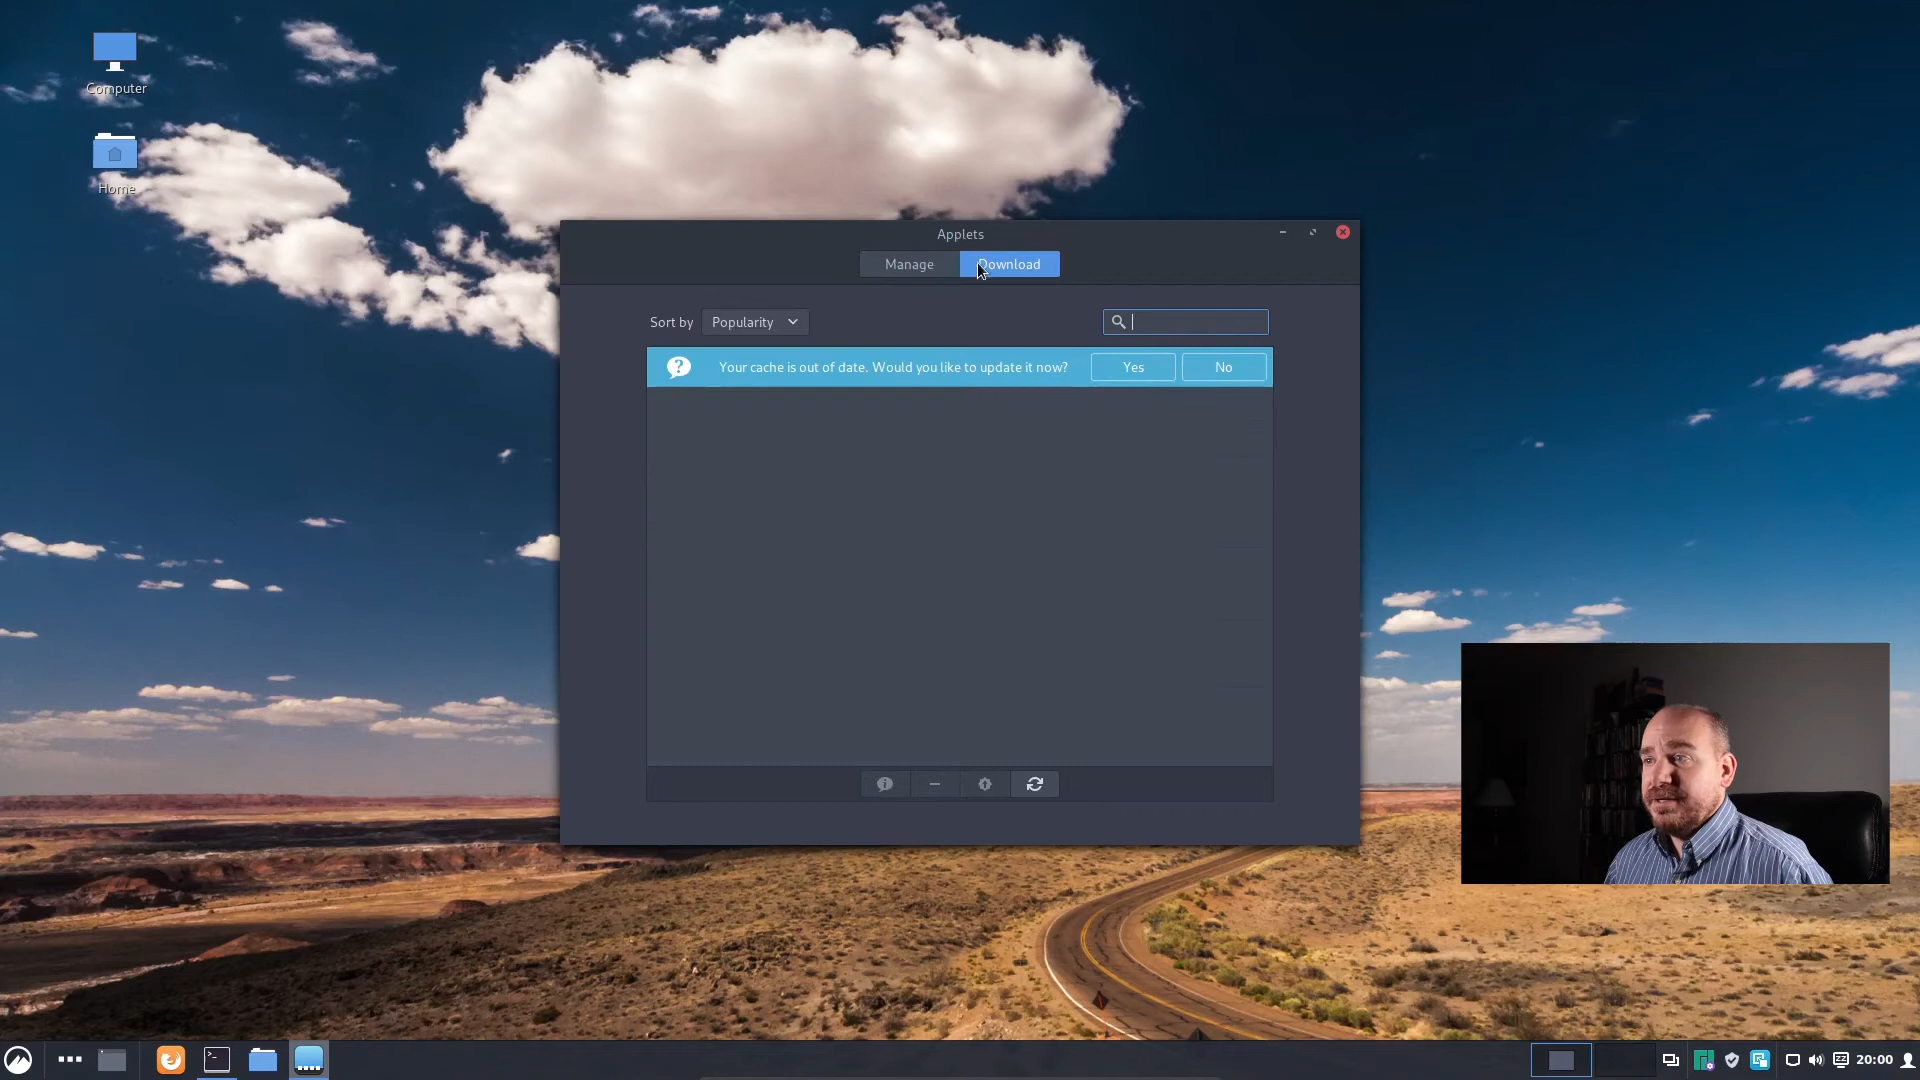 Computer
Home
Applets
Manage Download
Sort by Popularity
Your cache is out of date. Would you like to update it now? Yes No
20:00